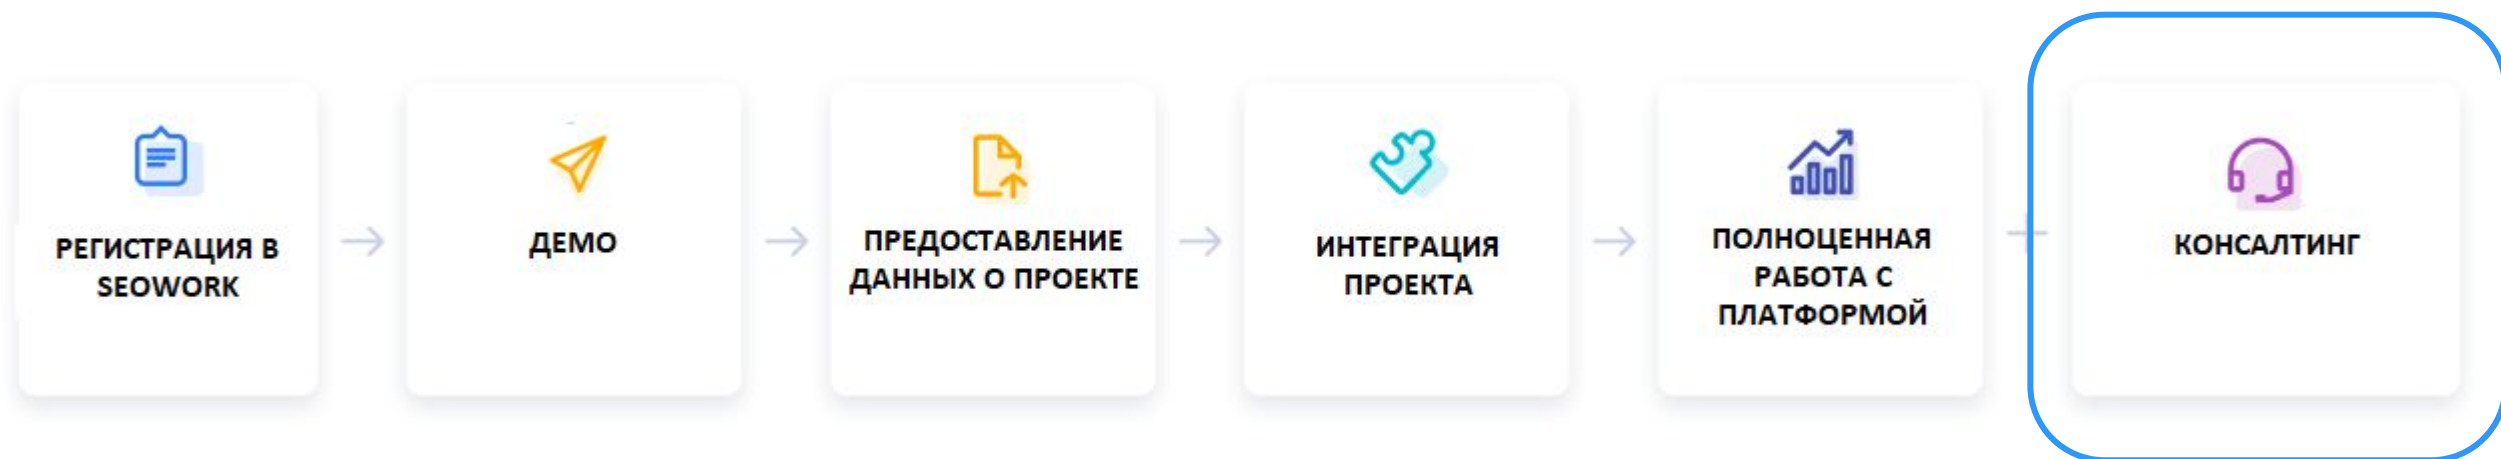 РЕГИСТРАЦИЯ В
SEOWORK
ДЕМО
ПРЕДОСТАВЛЕНИЕ
ДАННЫХ О ПРОЕКТЕ
ИНТЕГРАЦИЯ
ПРОЕКТА
ПОЛНОЦЕННАЯ
РАБОТА С
ПЛАТФОРМОЙ
КОНСАЛТИНГ